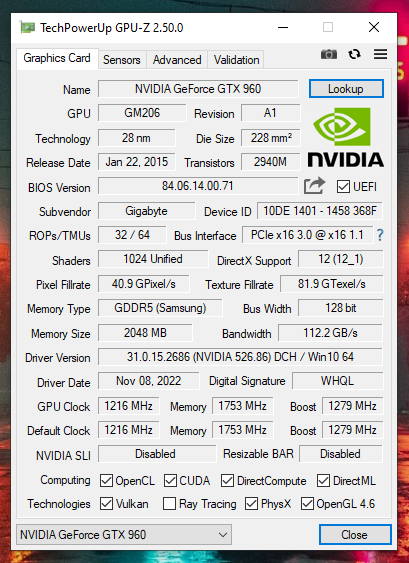 TechPowerUp GPU-Z 2.50.0
Graphics Card Sensors Advanced Validation
Name NVIDIA GeForce GTX 960 Lookup
GPU GM206 Revision A1
Technology 28 nm Die Size 228 mm²
Release Date Jan 22, 2015 Transistors 2940M
NVIDIA
BIOS Version 84.06.14.00.71 UEFI
Subvendor Gigabyte Device ID 10DE 1401 - 1458 368F
ROPs/TMUs 32 / 64 Bus Interface PCIe x16 3.0 @ x16 1.1 ?
Shaders 1024 Unified DirectX Support 12 (12_1)
Pixel Fillrate 40.9 GPixel/s Texture Fillrate 81.9 GTexel/s
Memory Type GDDR5 (Samsung) Bus Width 128 bit
Memory Size 2048 MB Bandwidth 112.2 GB/s
Driver Version 31.0.15.2686 (NVIDIA 526.86) DCH / Win10 64
Driver Date Nov 08, 2022 Digital Signature WHQL
GPU Clock 1216 MHz Memory 1753 MHz Boost 1279 MHz
Default Clock 1216 MHz Memory 1753 MHz Boost 1279 MHz
NVIDIA SLI Disabled Resizable BAR Disabled
Computing OpenCL CUDA DirectCompute DirectML
Technologies Vulkan Ray Tracing PhysX OpenGL 4.6
NVIDIA GeForce GTX 960 Close